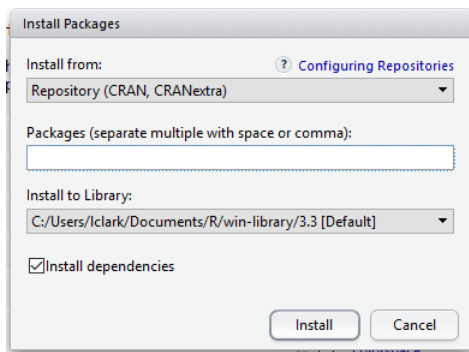 Install Packages
Install from:
? Configuring Repositories
Repository (CRAN, CRANextra)
Packages (separate multiple with space or comma):
Install to Library:
C:/Users/lclark/Documents/R/win-library/3.3 [Default]
Install dependencies
Install
Cancel